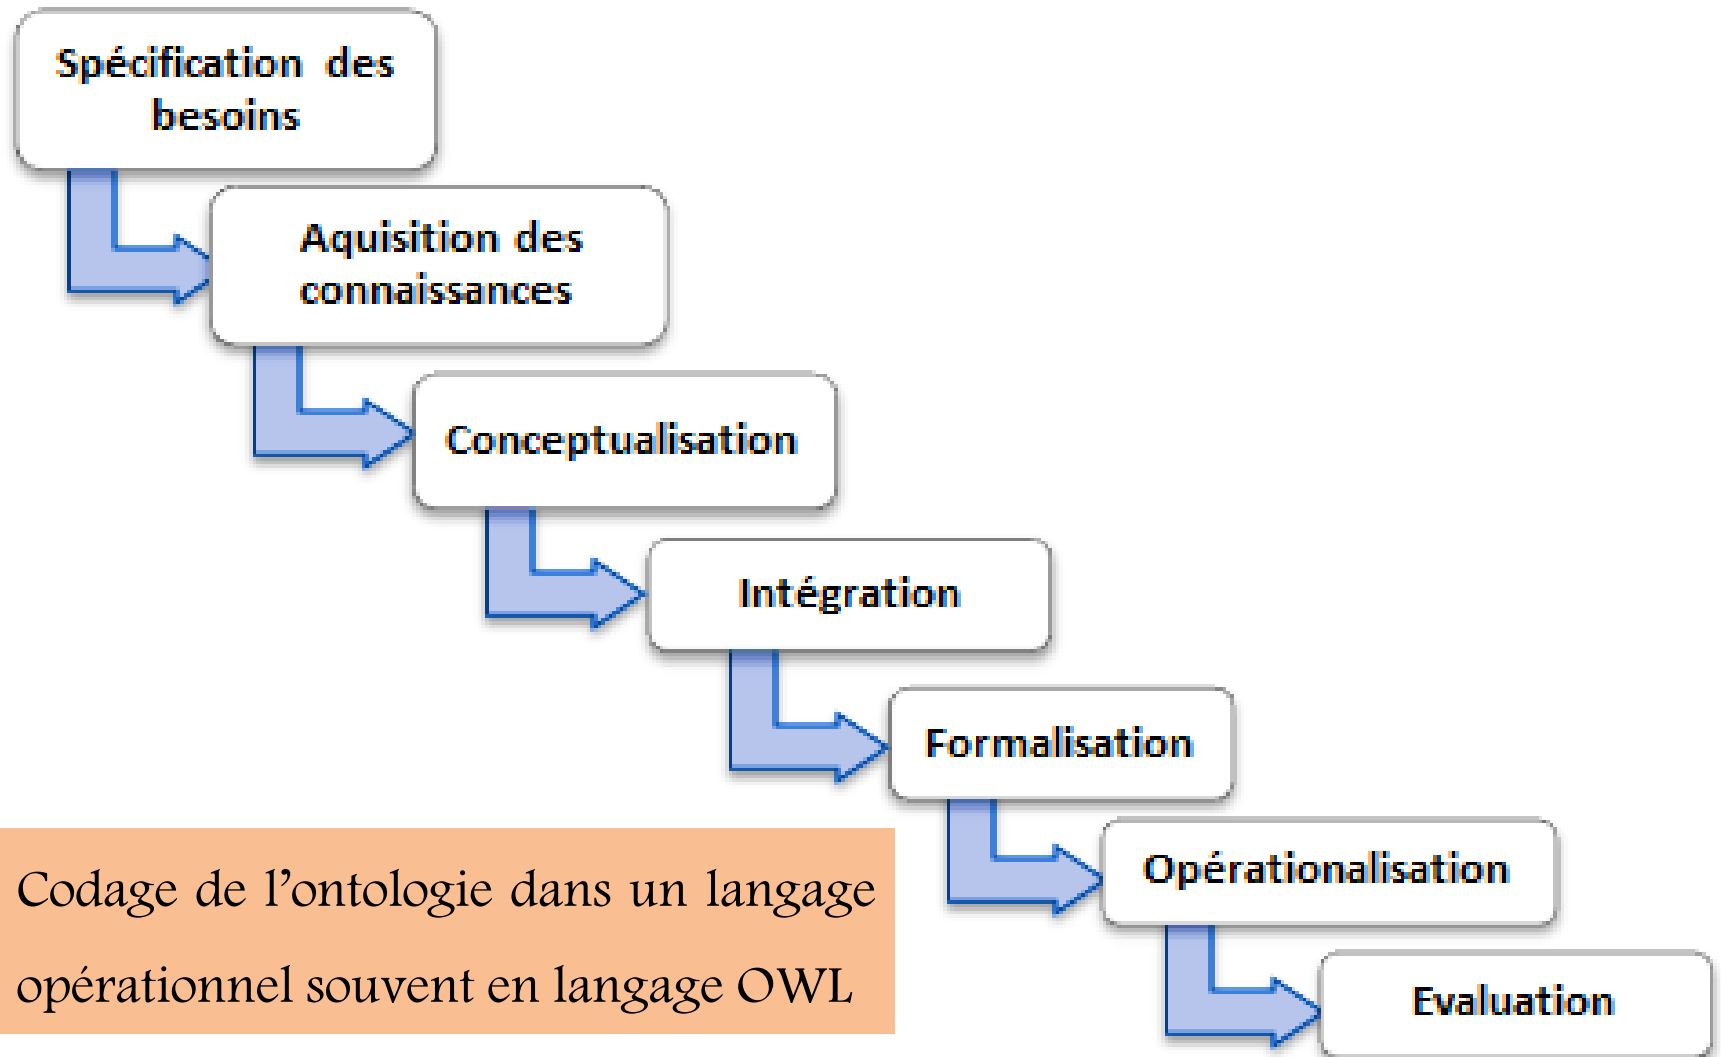 Spécification des
besoins
Aquisition des
connaissances
Conceptualisation
Intégration
Formalisation
Opérationalisation
Evaluation
Codage de l’ontologie dans un langage
opérationnel souvent en langage OWL